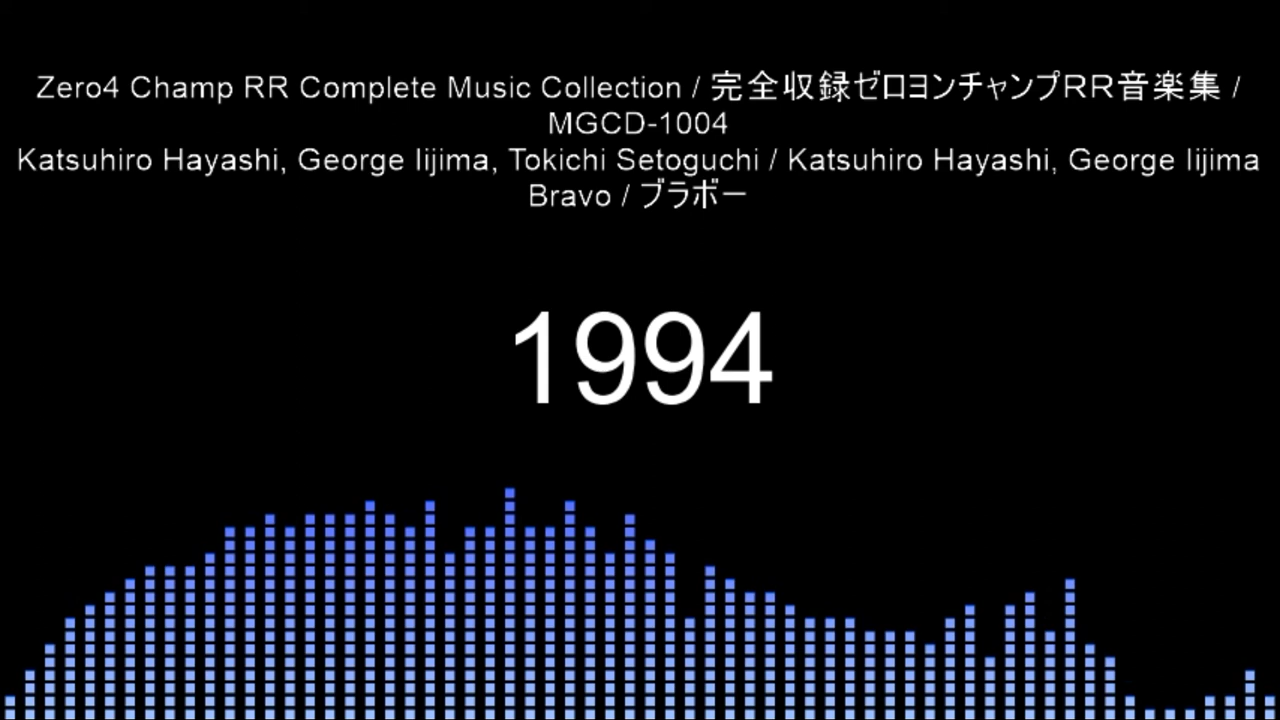 Zero4 Champ RR Complete Music Collection / 完全収録ゼロヨンチャンプRR音楽集 /
MGCD-1004
Katsuhiro Hayashi, George Iijima, Tokichi Setoguchi / Katsuhiro Hayashi, George Iijima
Bravo / ブラボー
1994